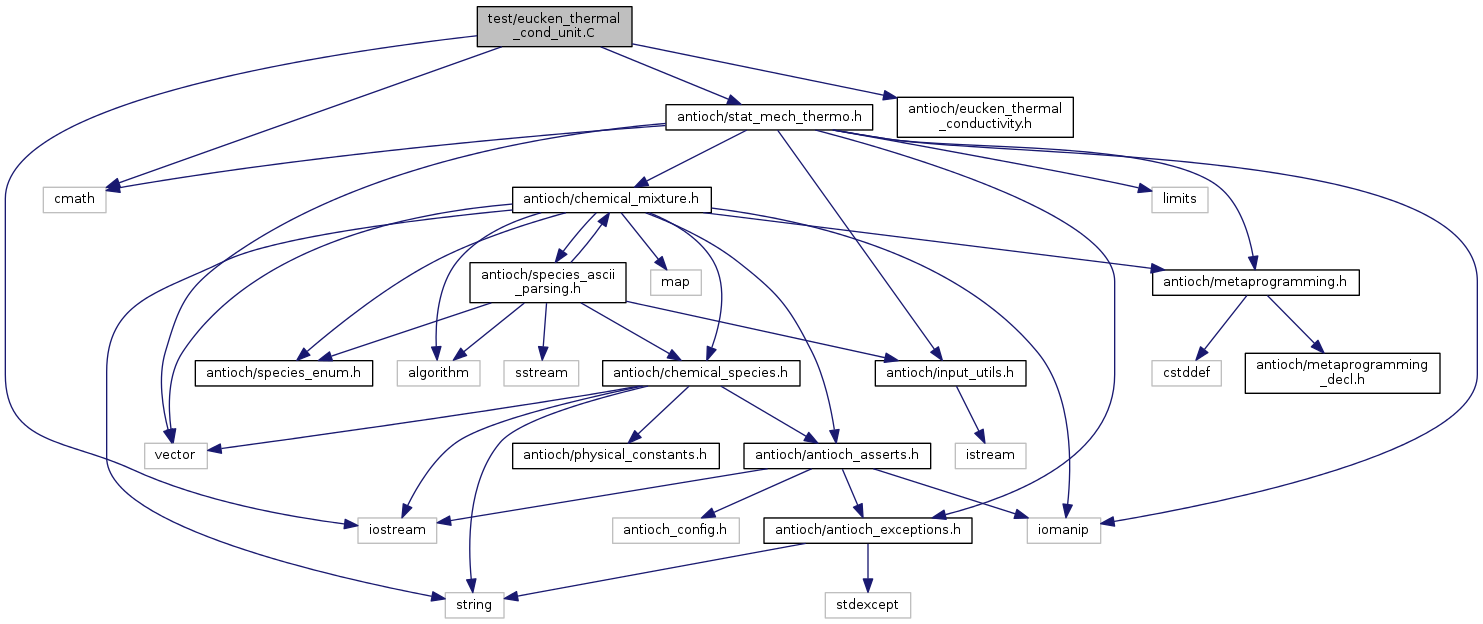 test/eucken_thermal
_cond_unit.C
antioch/stat_mech_thermo.h
antioch/eucken_thermal
_conductivity.h
cmath
antioch/chemical_mixture.h
limits
antioch/species_ascii
_parsing.h
map
antioch/metaprogramming.h
antioch/species_enum.h
algorithm
sstream
antioch/chemical_species.h
antioch/input_utils.h
cstddef
antioch/metaprogramming
_decl.h
vector
antioch/physical_constants.h
antioch/antioch_asserts.h
istream
iostream
antioch_config.h
antioch/antioch_exceptions.h
iomanip
string
stdexcept